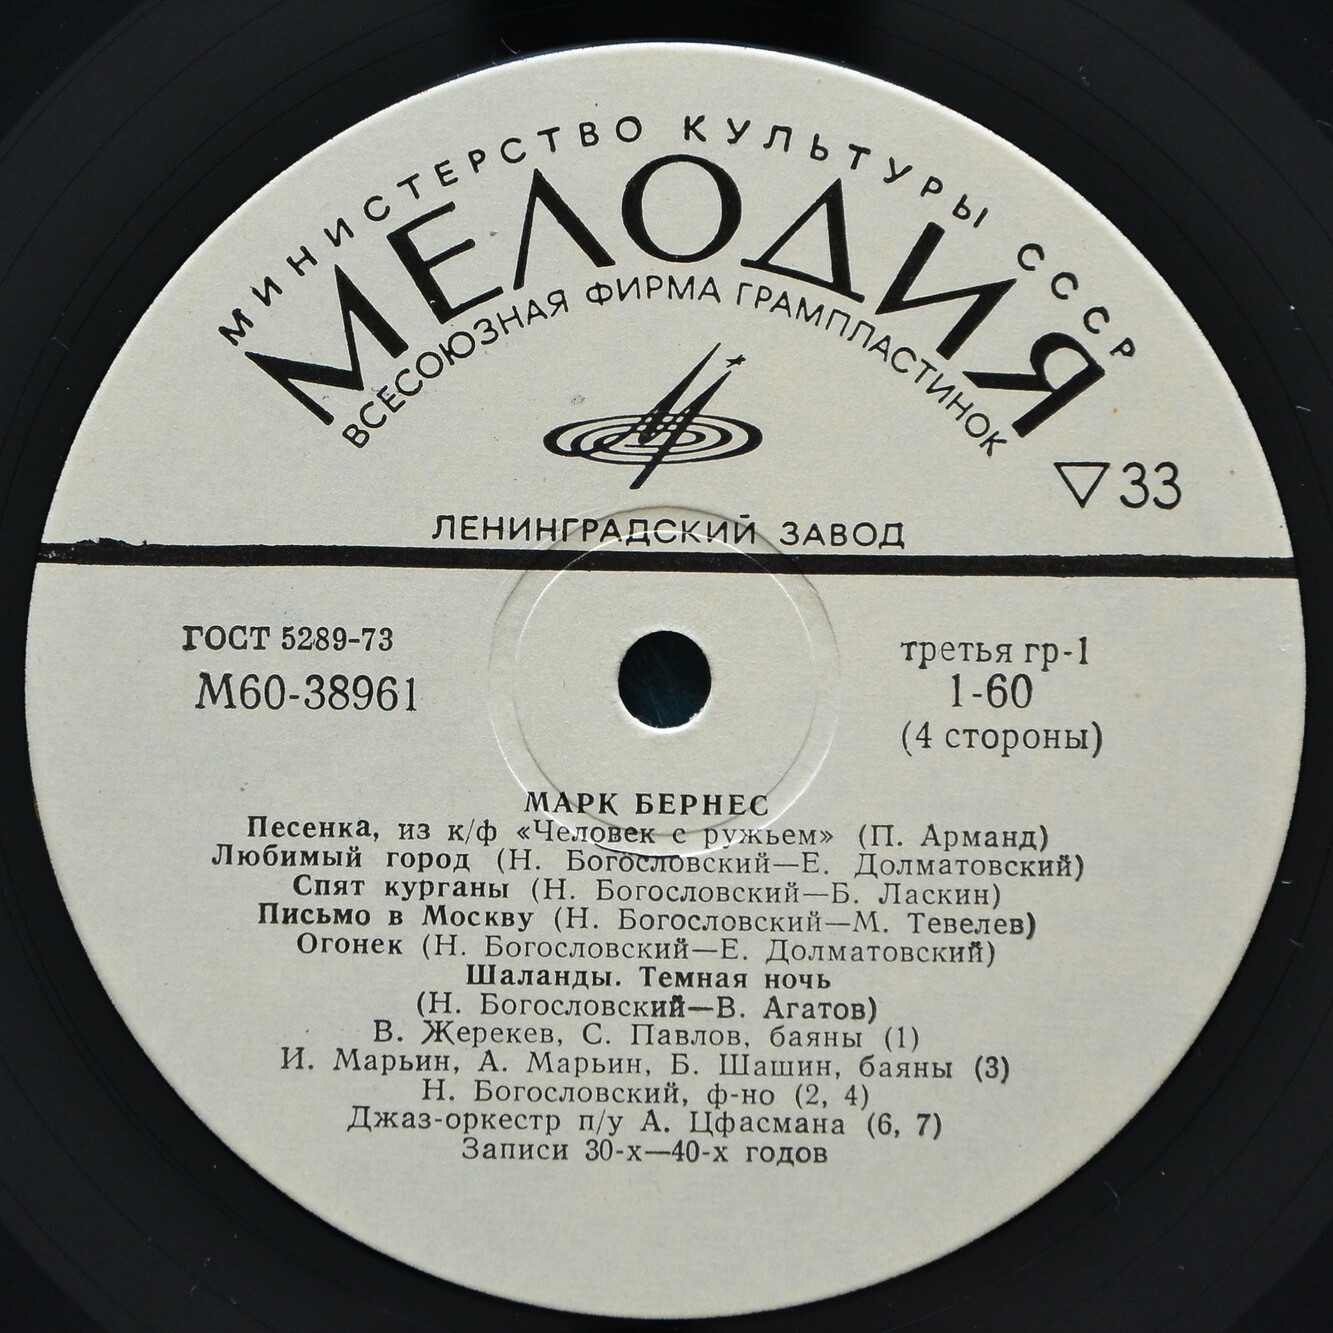 МИНИСТЕРСТВО КУЛЬТУРЫ СССР
МЕЛОДИЯ
ВСЕСОЮЗНАЯ ФИРМА ГРАМПЛАСТИНОК
33
ЛЕНИНГРАДСКИЙ ЗАВОД
ГОСТ 5289-73
М60-38961
третья гр-1
1-60
(4 стороны)
МАРК БЕРНЕС
Песенка, из к/ф «Человек с ружьем» (П. Арманд)
Любимый город (Н. Богословский—Е. Долматовский)
Спят курганы (Н. Богословский—Б. Ласкин)
Письмо в Москву (Н. Богословский—М. Тевелев)
Огонек (Н. Богословский—Е. Долматовский)
Шаланды. Темная ночь
(Н. Богословский—В. Агатов)
В. Жерекев, С. Павлов, баяны (1)
И. Марьин, А. Марьин, Б. Шашин, баяны (3)
Н. Богословский, ф-но (2, 4)
Джаз-оркестр п/у А. Цфасмана (6, 7)
Записи 30-х—40-х годов